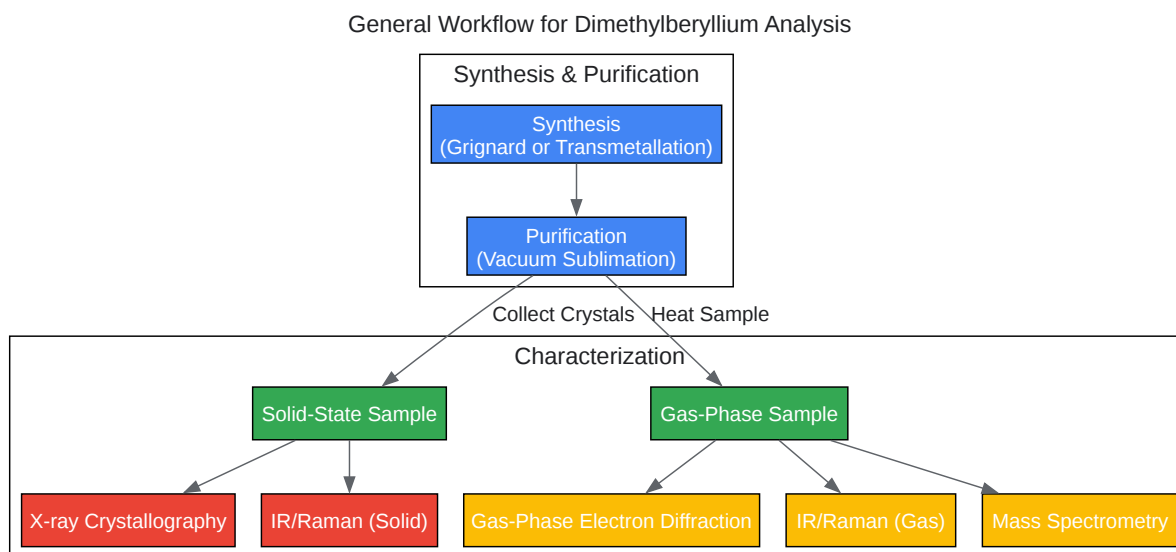 General Workflow for Dimethylberyllium Analysis
Synthesis & Purification
Synthesis
(Grignard or Transmetallation)
Purification
(Vacuum Sublimation)
Collect Crystals
Heat Sample
Characterization
Solid-State Sample
Gas-Phase Sample
X-ray Crystallography
IR/Raman (Solid)
Gas-Phase Electron Diffraction
IR/Raman (Gas)
Mass Spectrometry